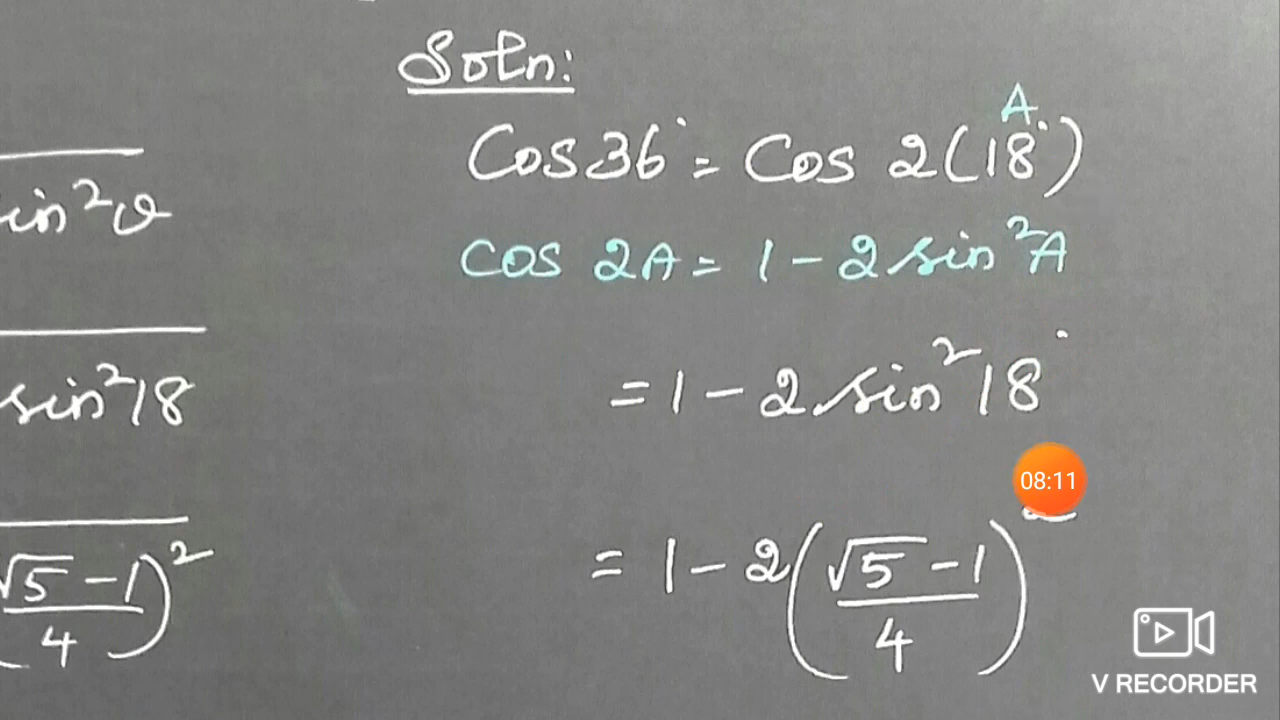 Soln:
A
Cos 36° = Cos 2(18°)
sin²θ
cos 2A = 1 - 2 sin²A
= 1 - 2 sin²18°
sin²18
08:11
= 1 - 2(√5 - 1 / 4)²
(√5 - 1 / 4)²
V RECORDER